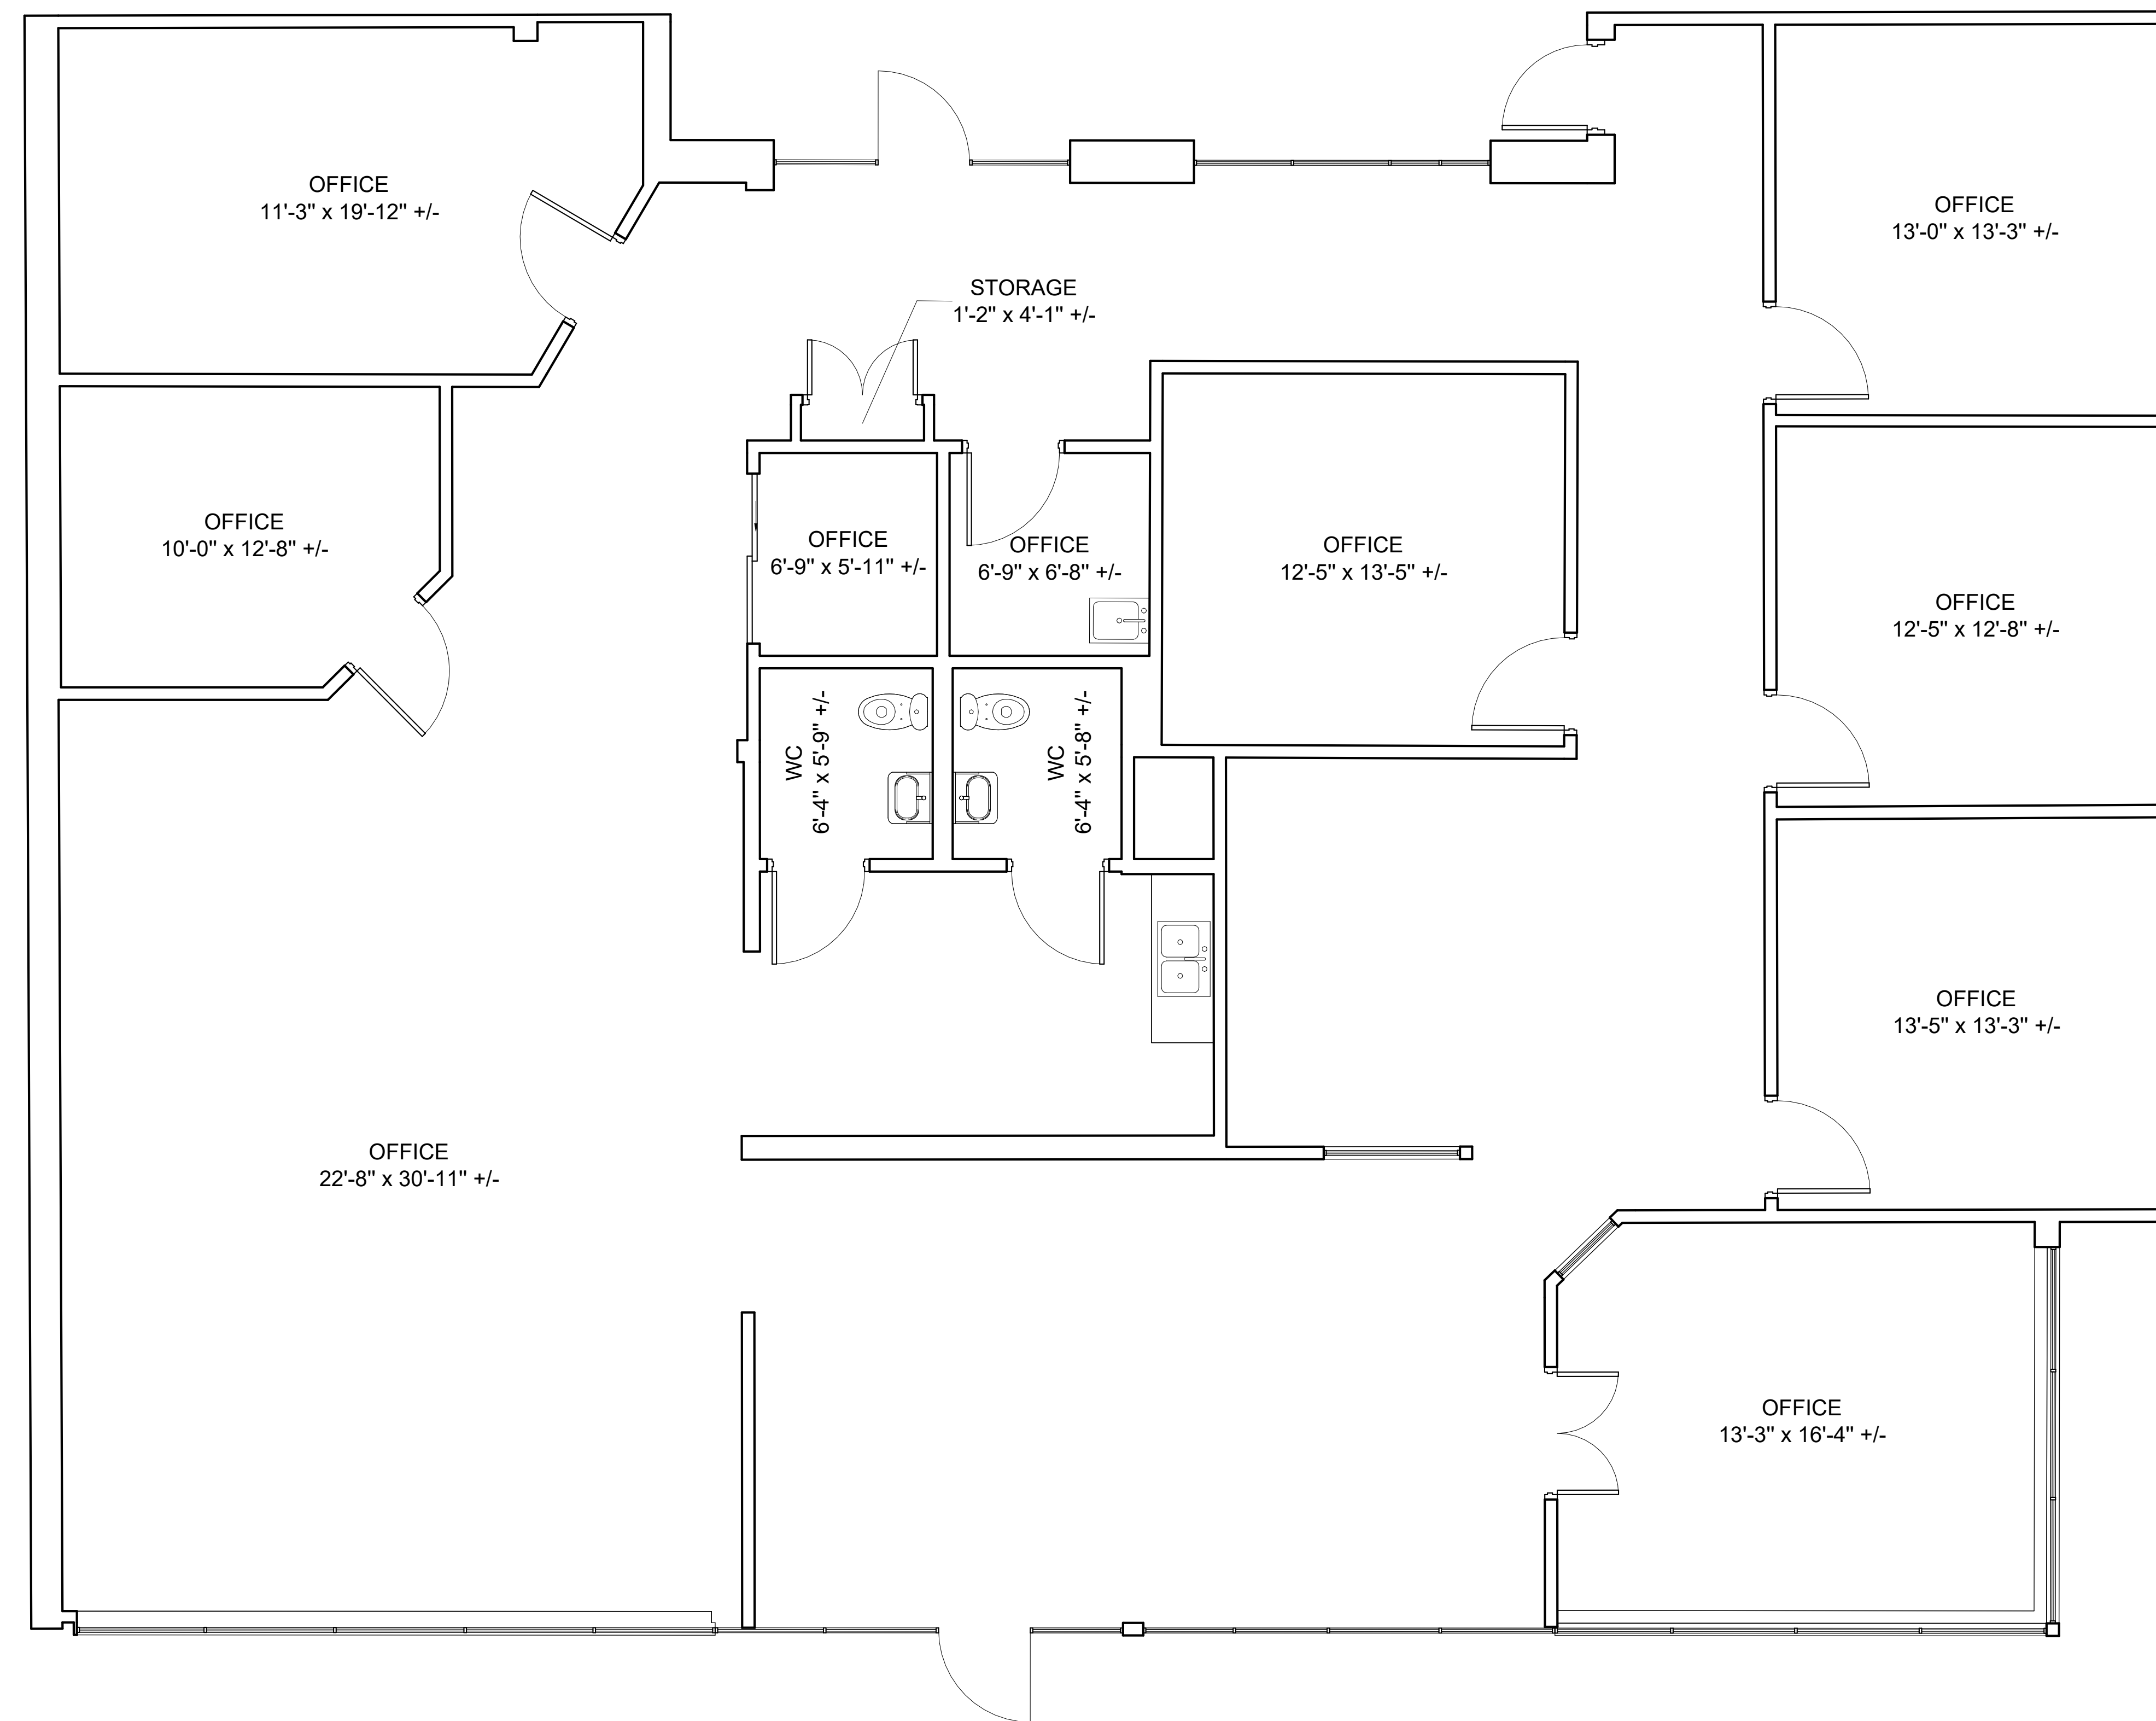 OFFICE
11'-3" x 19'-12" +/-
OFFICE
13'-0" x 13'-3" +/-
STORAGE
1'-2" x 4'-1" +/-
OFFICE
10'-0" x 12'-8" +/-
OFFICE
6'-9" x 5'-11" +/-
OFFICE
6'-9" x 6'-8" +/-
OFFICE
12'-5" x 13'-5" +/-
OFFICE
12'-5" x 12'-8" +/-
WC
6'-4" x 5'-9" +/-
WC
6'-4" x 5'-8" +/-
OFFICE
13'-5" x 13'-3" +/-
OFFICE
22'-8" x 30'-11" +/-
OFFICE
13'-3" x 16'-4" +/-